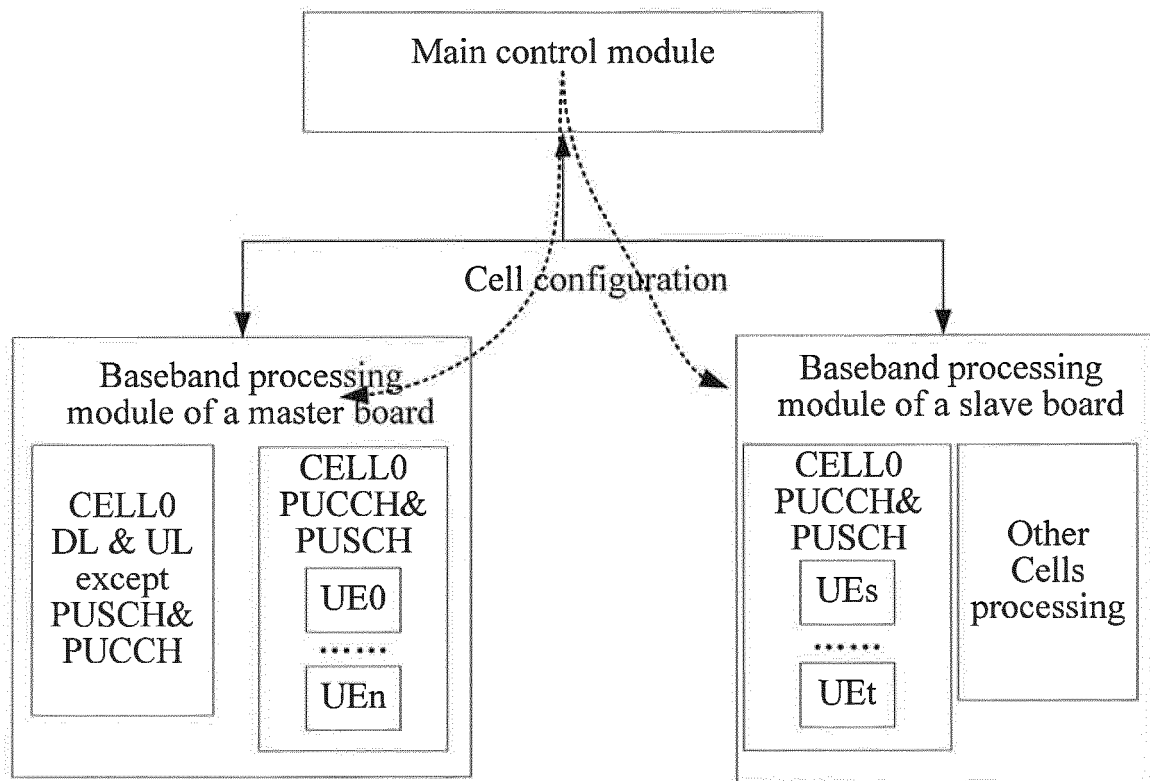 Main control module
Cell configuration
Baseband processing
module of a master board
CELL0
DL & UL
except
PUSCH&
PUCCH
CELL0
PUCCH&
PUSCH
UE0
......
UEn
Baseband processing
module of a slave board
CELL0
PUCCH&
PUSCH
UEs
......
UEt
Other
Cells
processing